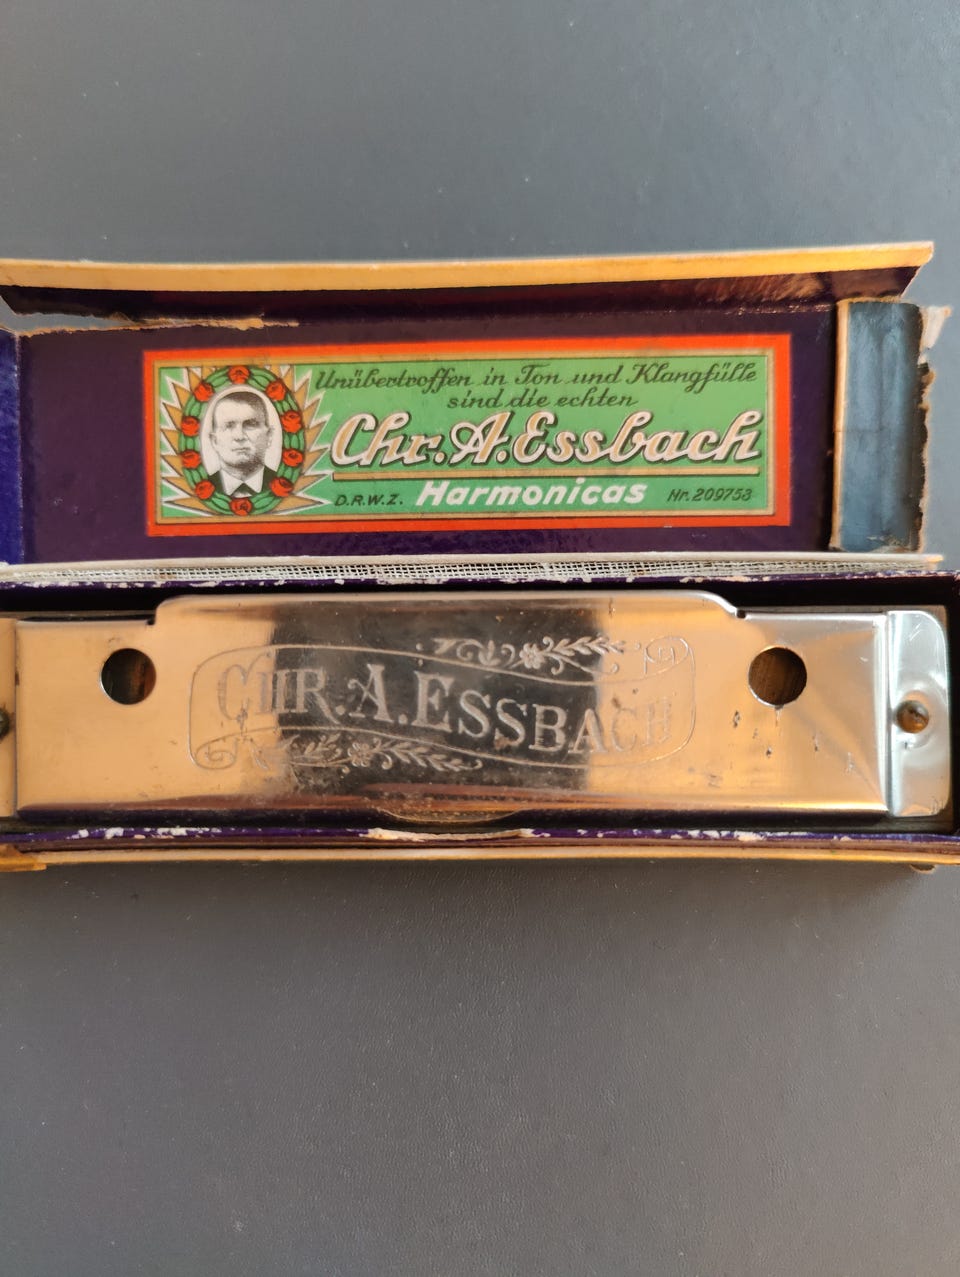 Unübertroffen in Ton und Klangfülle
sind die echten
Chr. A. Essbach
D.R.W.Z. Harmonicas Nr. 209753
CHR. A. ESSBACH